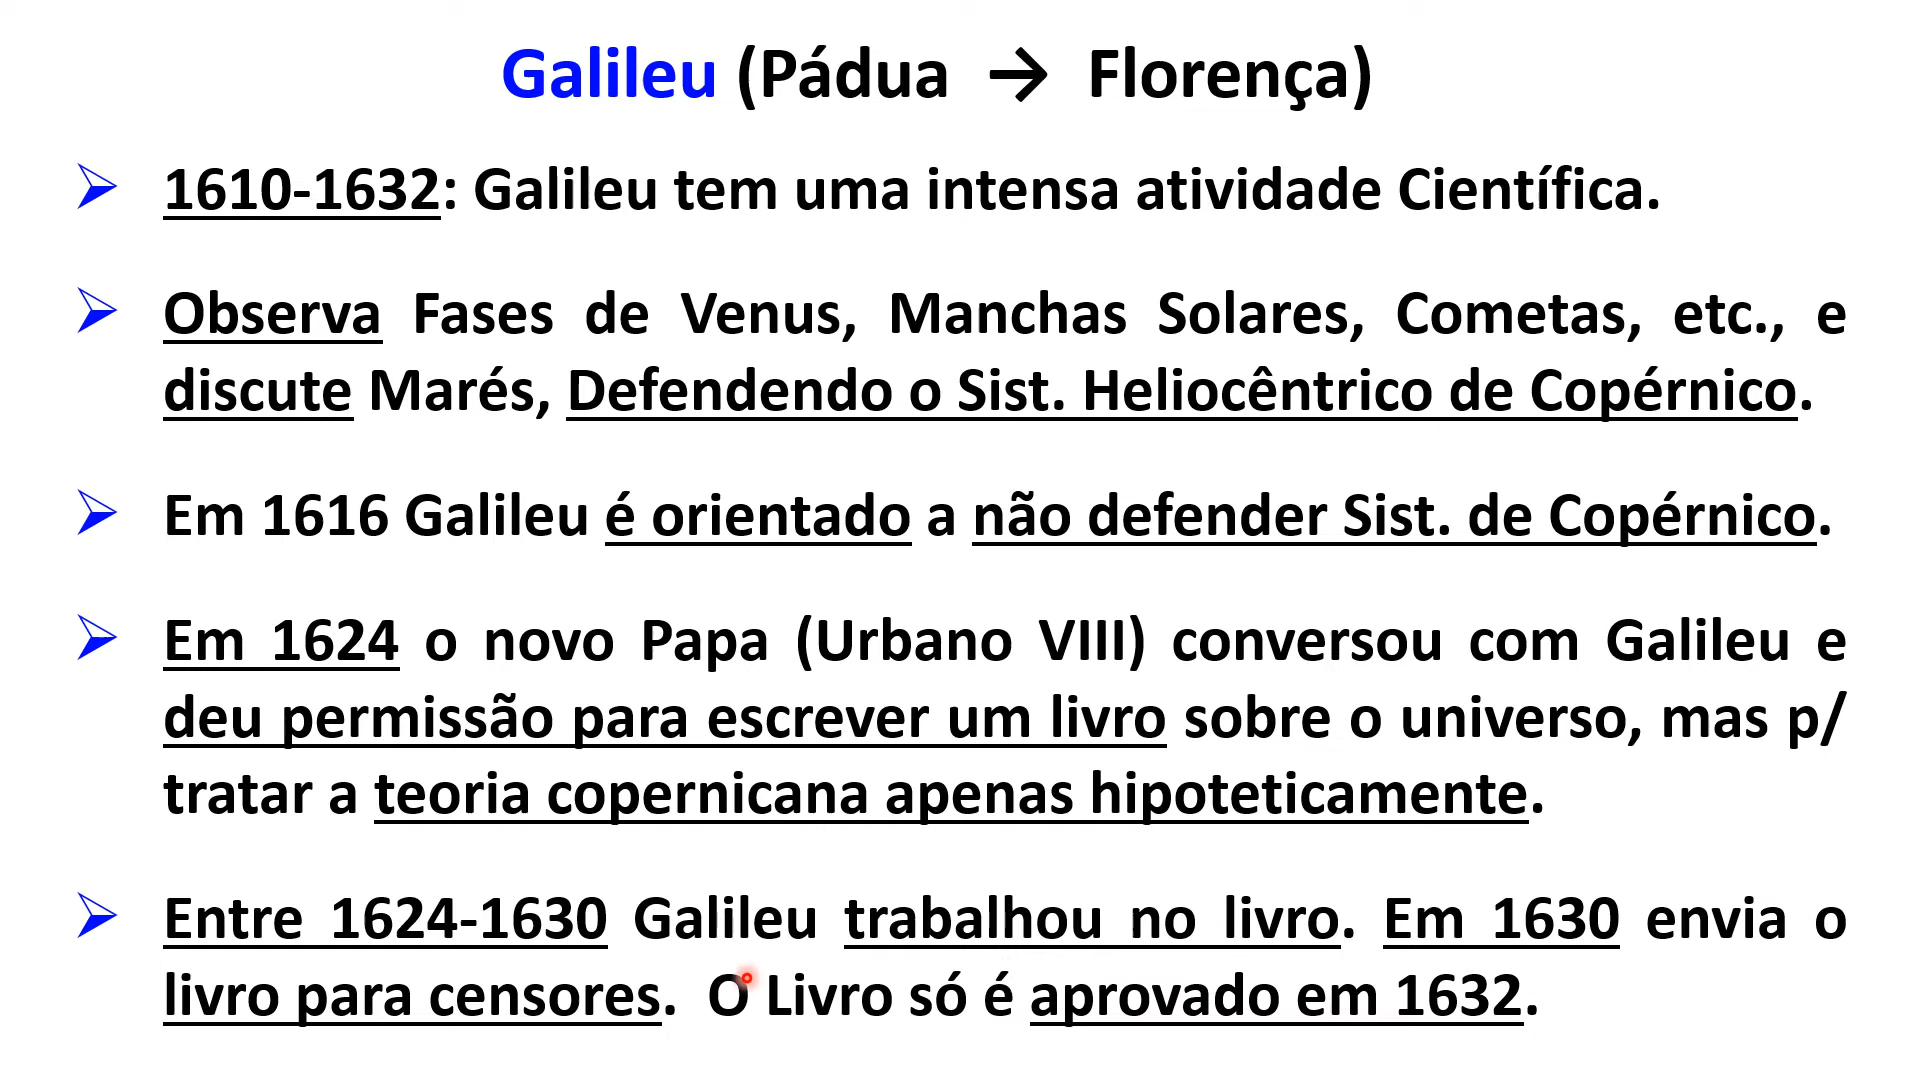 Galileu (Pádua → Florença)
➢ 1610-1632: Galileu tem uma intensa atividade Científica.
➢ Observa Fases de Venus, Manchas Solares, Cometas, etc., e
discute Marés, Defendendo o Sist. Heliocêntrico de Copérnico.
➢ Em 1616 Galileu é orientado a não defender Sist. de Copérnico.
➢ Em 1624 o novo Papa (Urbano VIII) conversou com Galileu e
deu permissão para escrever um livro sobre o universo, mas p/
tratar a teoria copernicana apenas hipoteticamente.
➢ Entre 1624-1630 Galileu trabalhou no livro. Em 1630 envia o
livro para censores. O Livro só é aprovado em 1632.